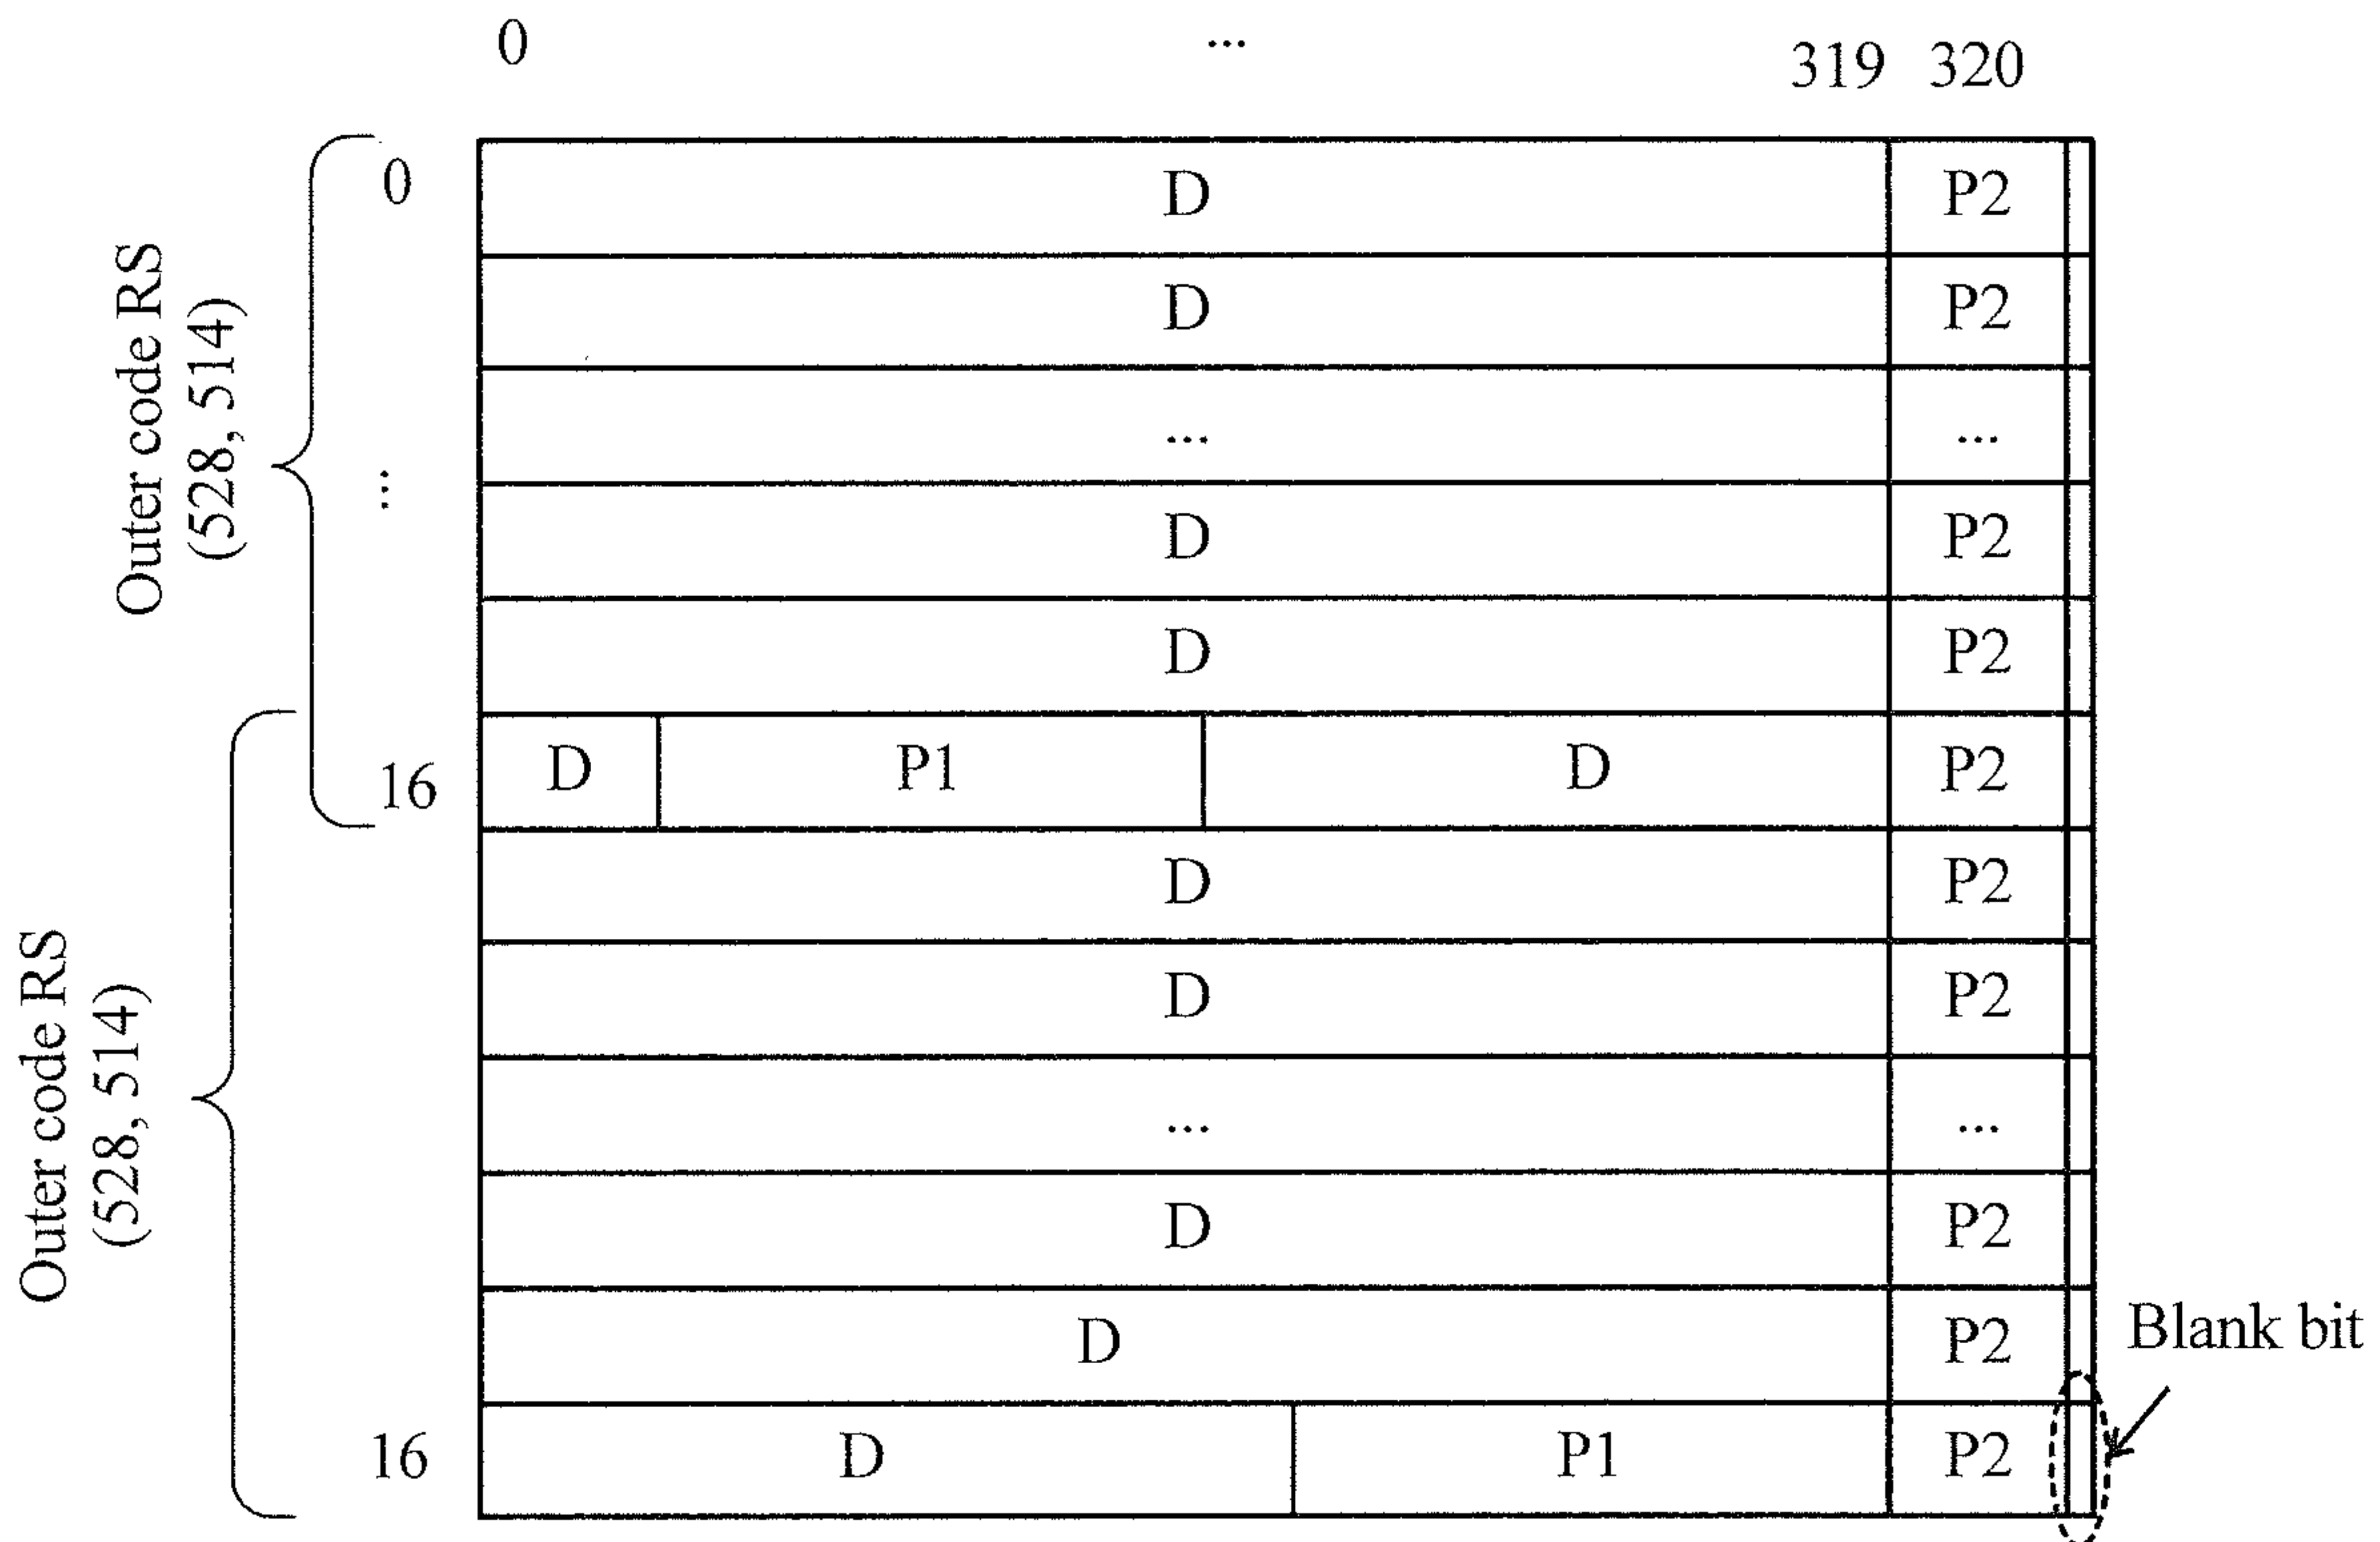 0 ... 319 320
Outer code RS
(528, 514)
0 D P2
D P2
... ... ...
D P2
D P2
16 D P1 D P2
Outer code RS
(528, 514)
D P2
D P2
... ...
D P2
D P2
Blank bit
16 D P1 P2